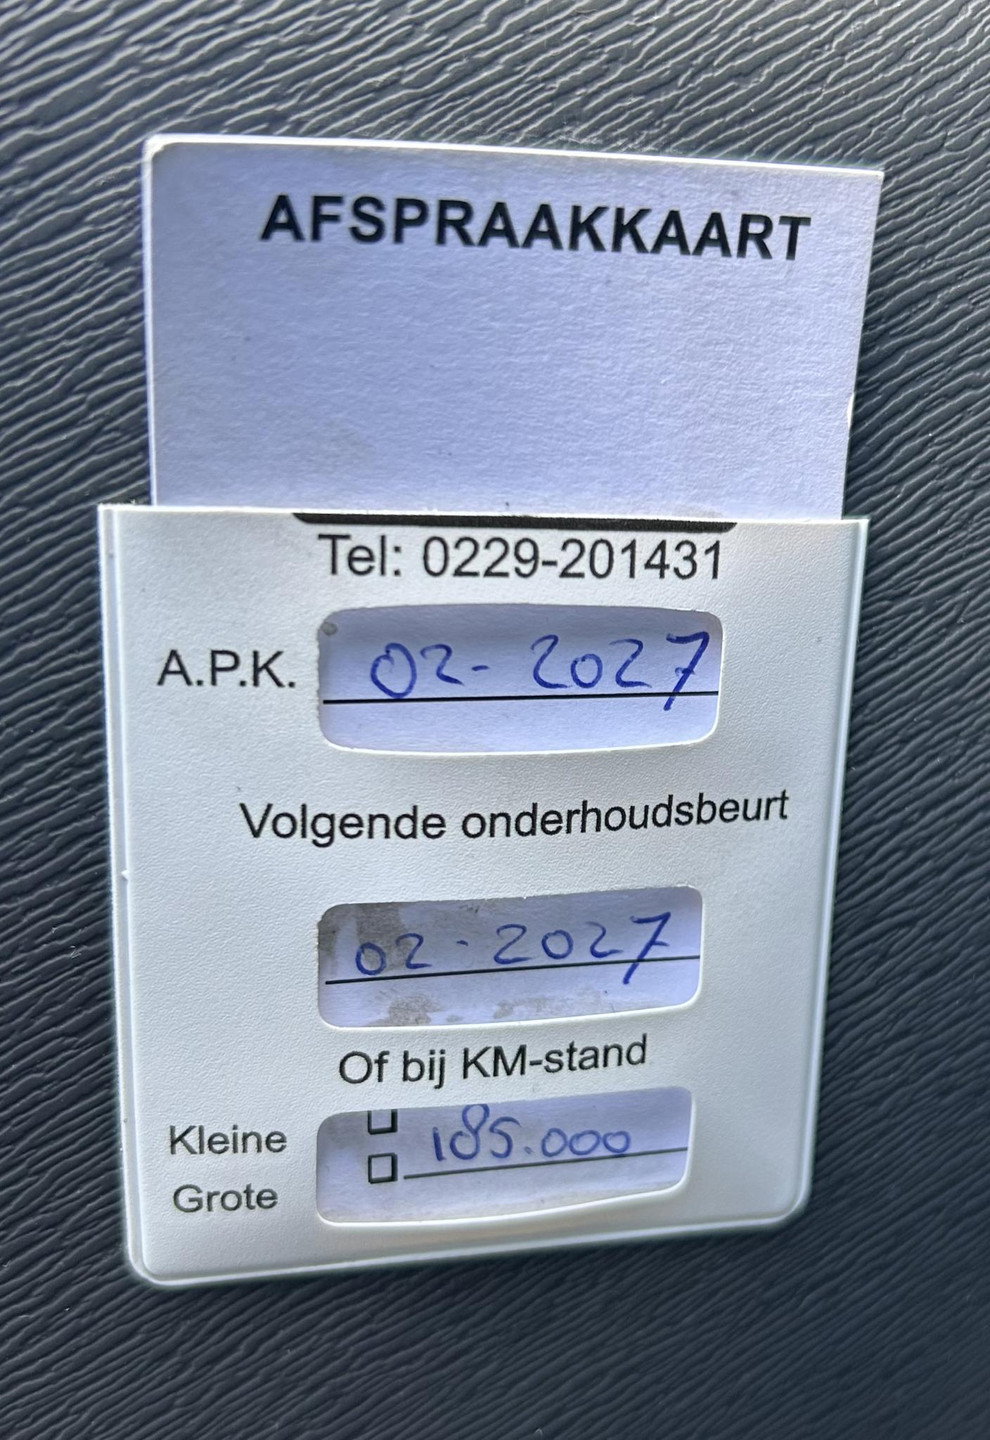 AFSPRAAKKAART
Tel: 0229-201431
A.P.K. 02-2027
Volgende onderhoudsbeurt
02-2027
Of bij KM-stand
Kleine 185.000
Grote